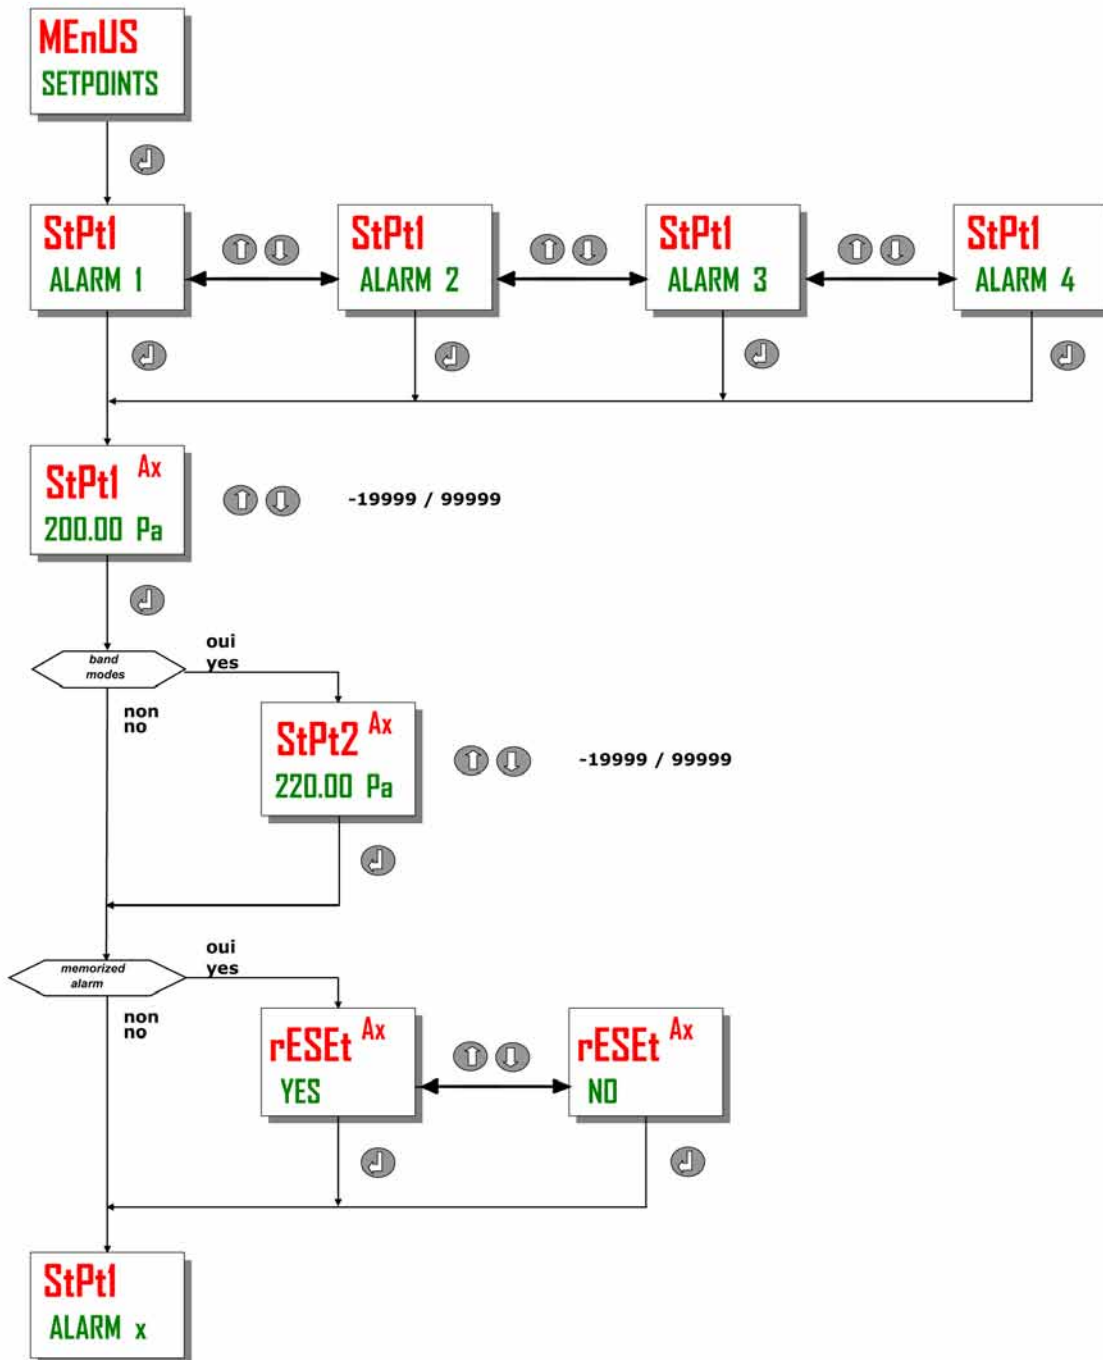 MEnUS
SETPOINTS
StPt1
ALARM 1
StPt1
ALARM 2
StPt1
ALARM 3
StPt1
ALARM 4
StPt1 Ax
200.00 Pa
-19999 / 99999
band
modes
oui
yes
non
no
StPt2 Ax
220.00 Pa
-19999 / 99999
memorized
alarm
oui
yes
non
no
rESEt Ax
YES
rESEt Ax
NO
StPt1
ALARM x